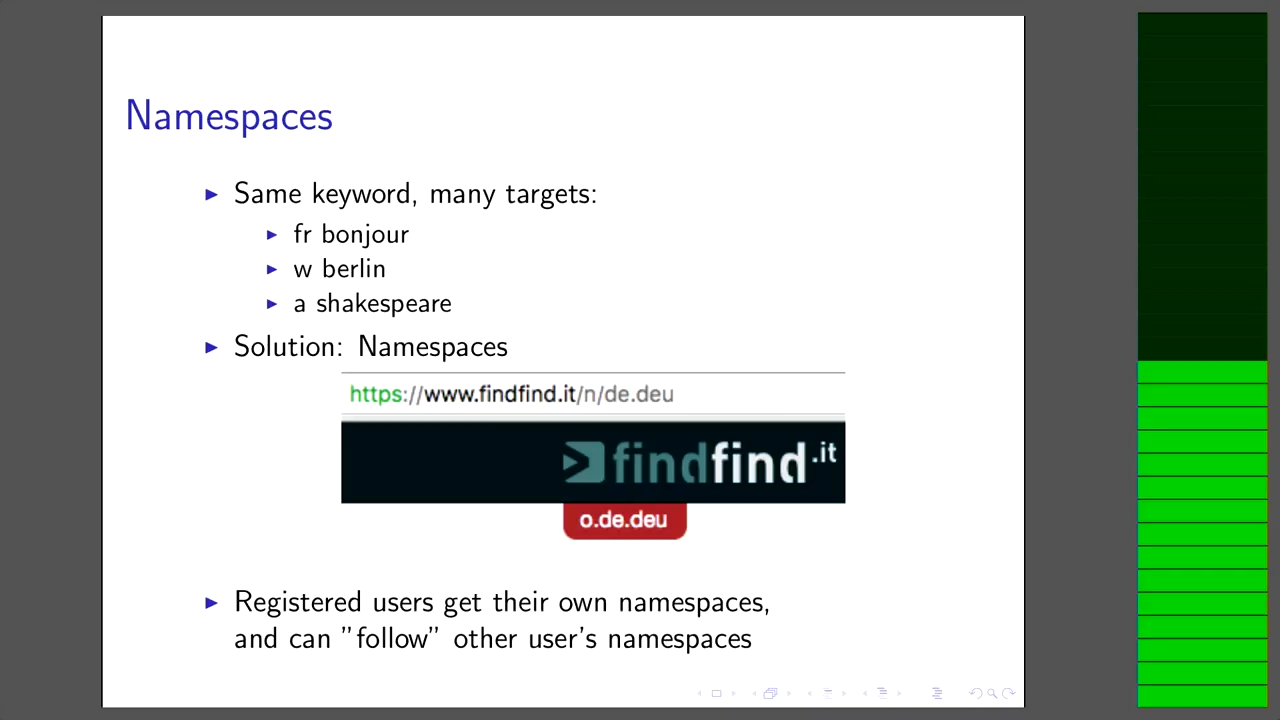 Namespaces
Same keyword, many targets:
fr bonjour
w berlin
a shakespeare
Solution: Namespaces
https://www.findfind.it/n/de.deu
findfind.it
o.de.deu
Registered users get their own namespaces,
and can ”follow” other user’s namespaces